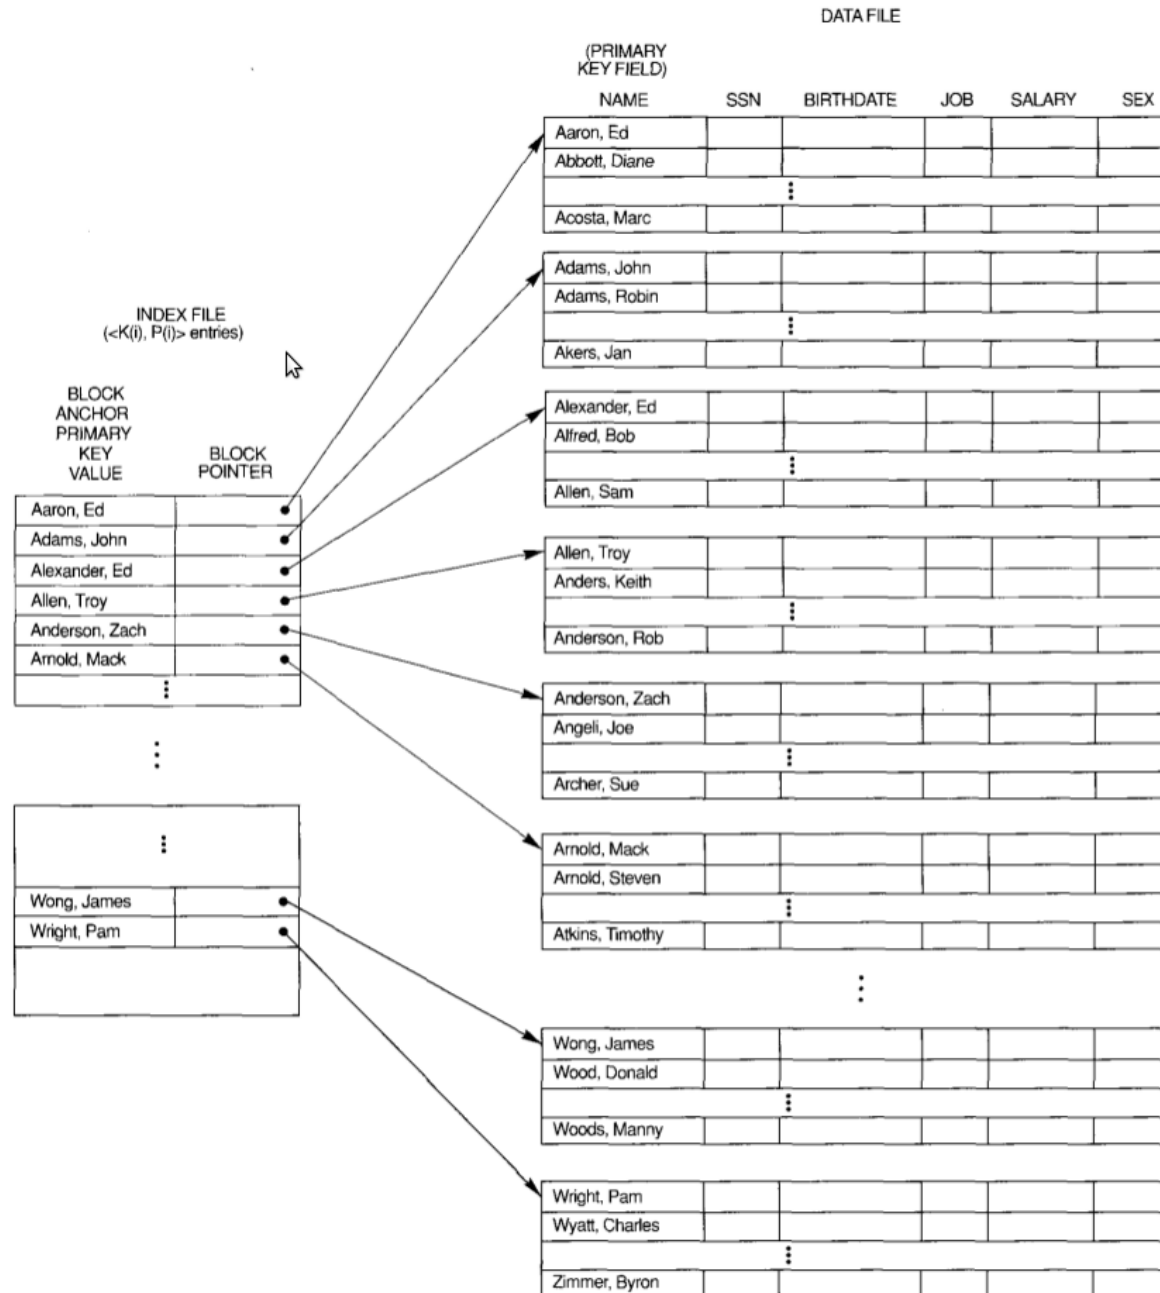 DATA FILE
(PRIMARY
KEY FIELD)
NAME SSN BIRTHDATE JOB SALARY SEX
Aaron, Ed
Abbott, Diane
Acosta, Marc
Adams, John
Adams, Robin
Akers, Jan
Alexander, Ed
Alfred, Bob
Allen, Sam
Allen, Troy
Anders, Keith
Anderson, Rob
Anderson, Zach
Angeli, Joe
Archer, Sue
Arnold, Mack
Arnold, Steven
Atkins, Timothy
Wong, James
Wood, Donald
Woods, Manny
Wright, Pam
Wyatt, Charles
Zimmer, Byron
INDEX FILE
(<K(i), P(i)> entries)
BLOCK
ANCHOR
PRIMARY
KEY
VALUE
BLOCK
POINTER
Aaron, Ed
Adams, John
Alexander, Ed
Allen, Troy
Anderson, Zach
Arnold, Mack
Wong, James
Wright, Pam